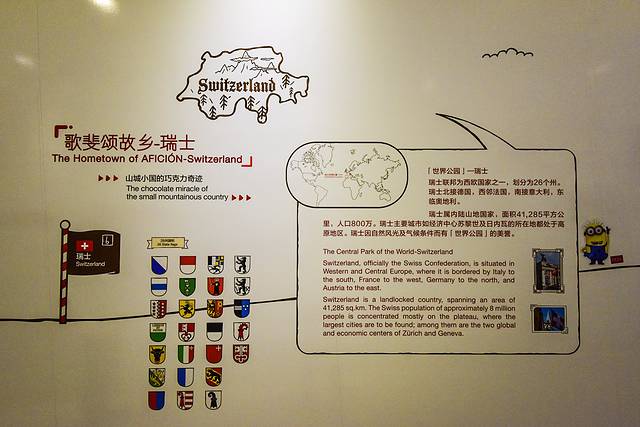 Switzerland
歌斐颂故乡-瑞士
The Hometown of AFICIÓN-Switzerland
山城小国的巧克力奇迹
The chocolate miracle of
the small mountainous country
瑞士
Switzerland
「世界公园」—瑞士
瑞士联邦为西欧国家之一，划分为26个州。
瑞士北接德国，西邻法国，南接意大利，东
临奥地利。
瑞士属内陆山地国家，面积41,285平方公
里，人口800万。瑞士主要城市如经济中心苏黎世及日内瓦的所在地都处于高
原地区。瑞士因自然风光及气候条件而有「世界公园」的美誉。
The Central Park of the World-Switzerland
Switzerland, officially the Swiss Confederation, is situated in
Western and Central Europe, where it is bordered by Italy to
the south, France to the west, Germany to the north, and
Austria to the east.
Switzerland is a landlocked country, spanning an area of
41,285 sq.km. The Swiss population of approximately 8 million
people is concentrated mostly on the plateau, where the
largest cities are to be found; among them are the two global
and economic centers of Zürich and Geneva.